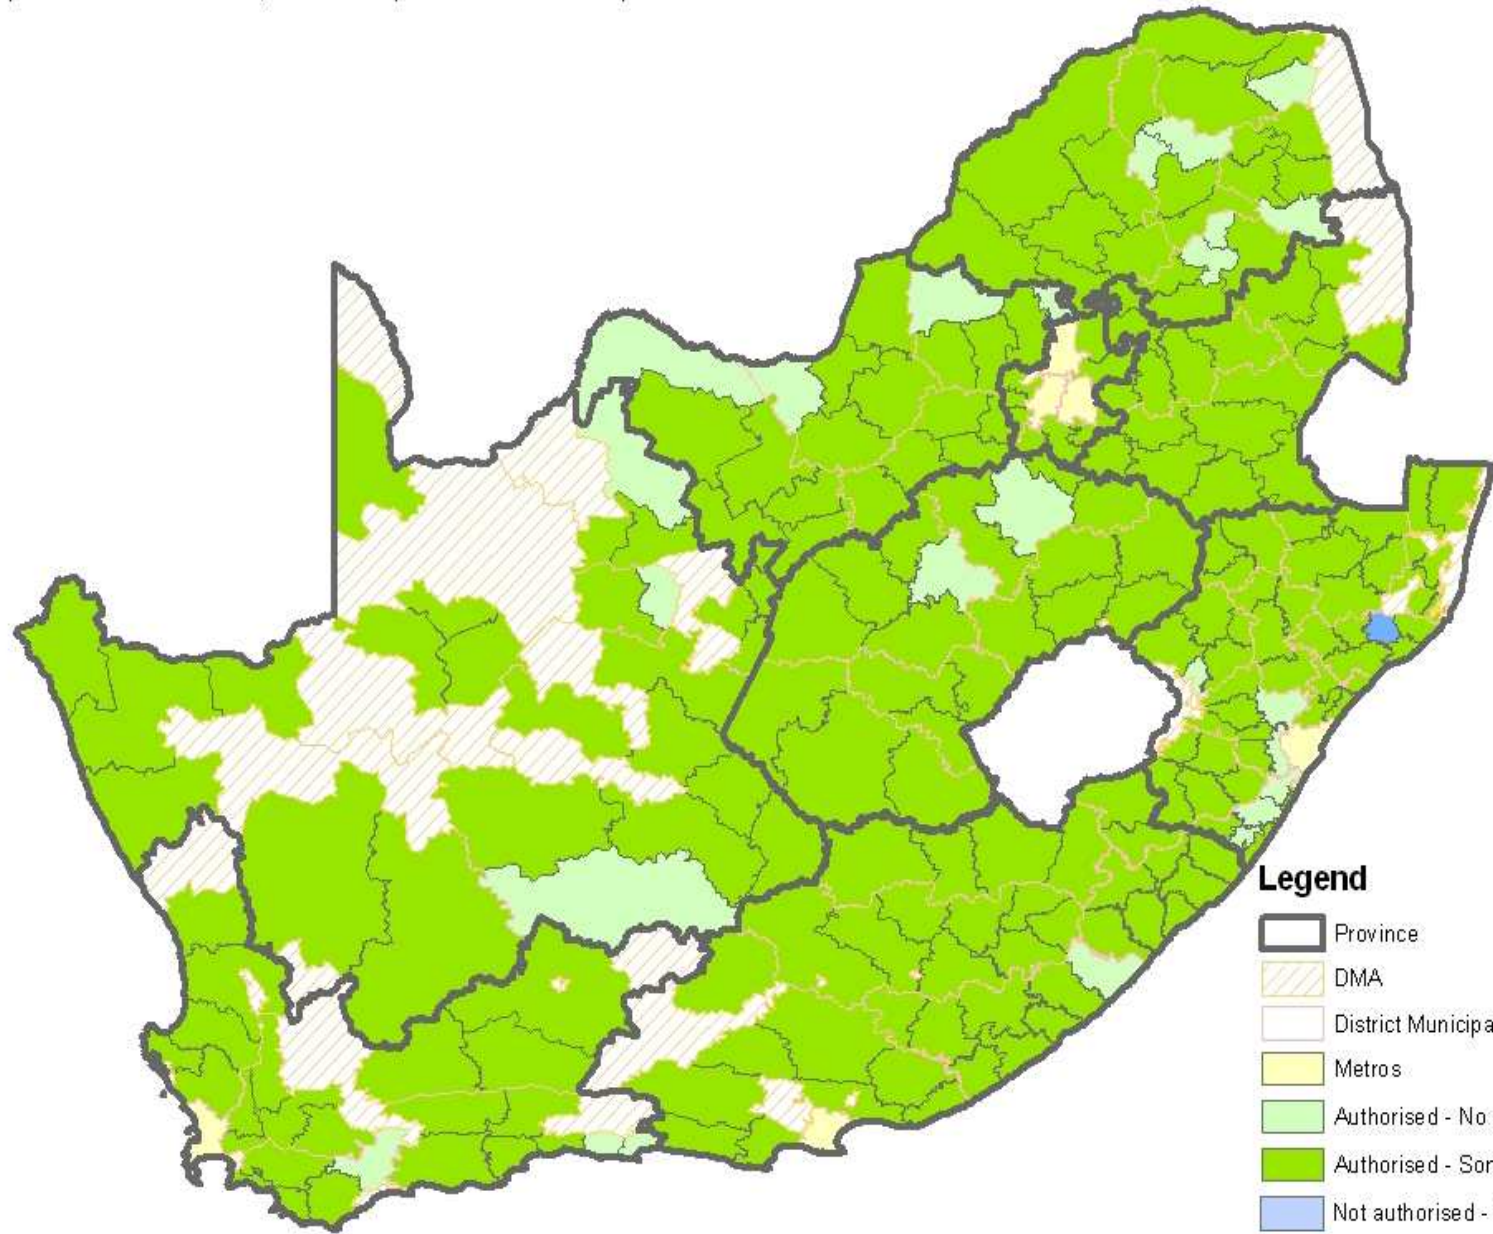 Legend
Province
DMA
District Municipa
Metros
Authorised - No
Authorised - Sor
Not authorised -